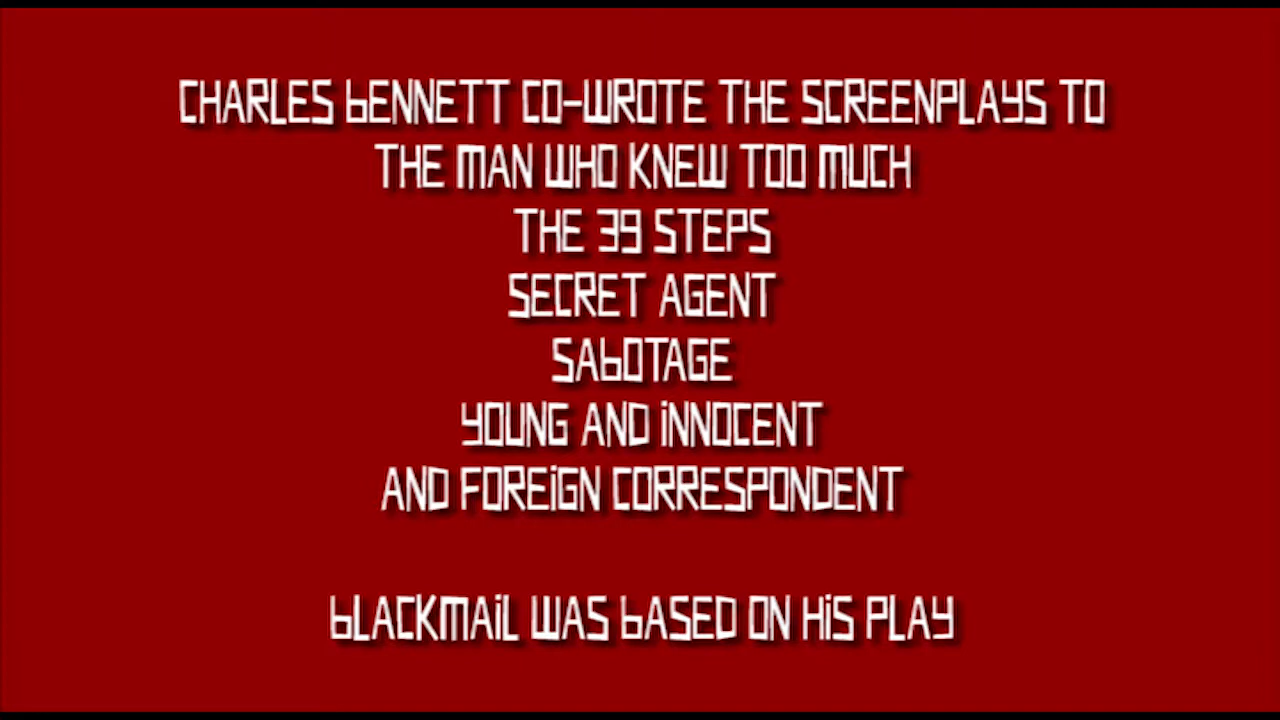 CHARLES bENNETT CO-WROTE THE SCREENPLAYS TO
THE MAN WHO KNEW TOO MUCH
THE 39 STEPS
SECRET AGENT
SAbOTAGE
YOUNG AND iNNOCENT
AND FOREiGN CORRESPONDENT
bLACKMAiL WAS bASED ON HiS PLAY